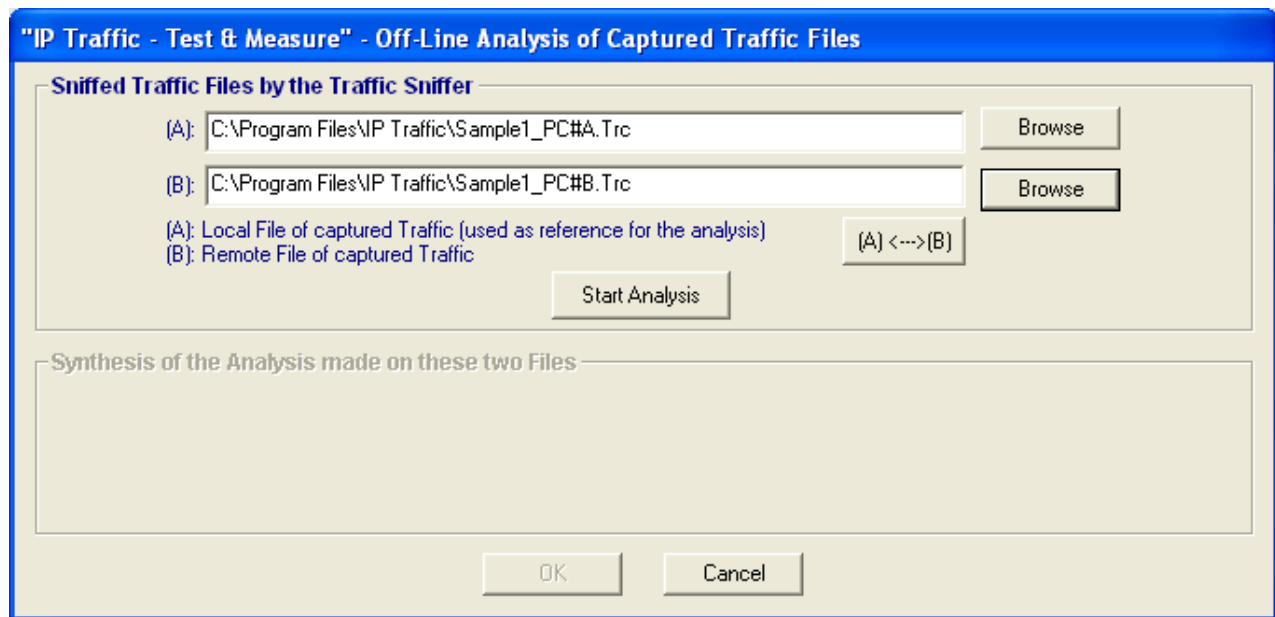 "IP Traffic - Test & Measure" - Off-Line Analysis of Captured Traffic Files
Sniffed Traffic Files by the Traffic Sniffer
(A): C:\Program Files\IP Traffic\Sample1_PC#A.Trc Browse
(B): C:\Program Files\IP Traffic\Sample1_PC#B.Trc Browse
(A): Local File of captured Traffic (used as reference for the analysis)
(B): Remote File of captured Traffic
(A) <--->(B)
Start Analysis
Synthesis of the Analysis made on these two Files
OK Cancel